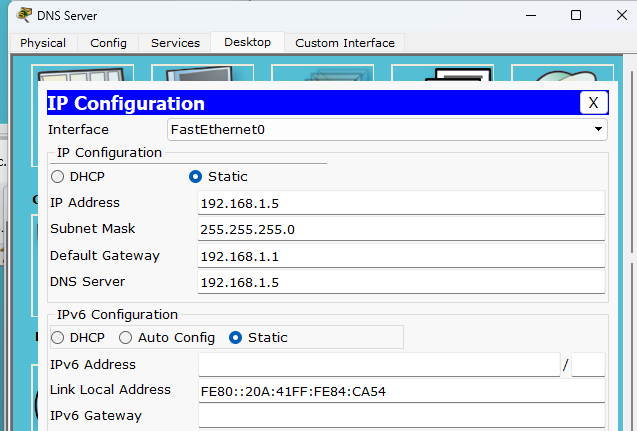 DNS Server
Physical Config Services Desktop Custom Interface
IP Configuration X
Interface FastEthernet0
IP Configuration
DHCP Static
IP Address 192.168.1.5
Subnet Mask 255.255.255.0
Default Gateway 192.168.1.1
DNS Server 192.168.1.5
IPv6 Configuration
DHCP Auto Config Static
IPv6 Address /
Link Local Address FE80::20A:41FF:FE84:CA54
IPv6 Gateway